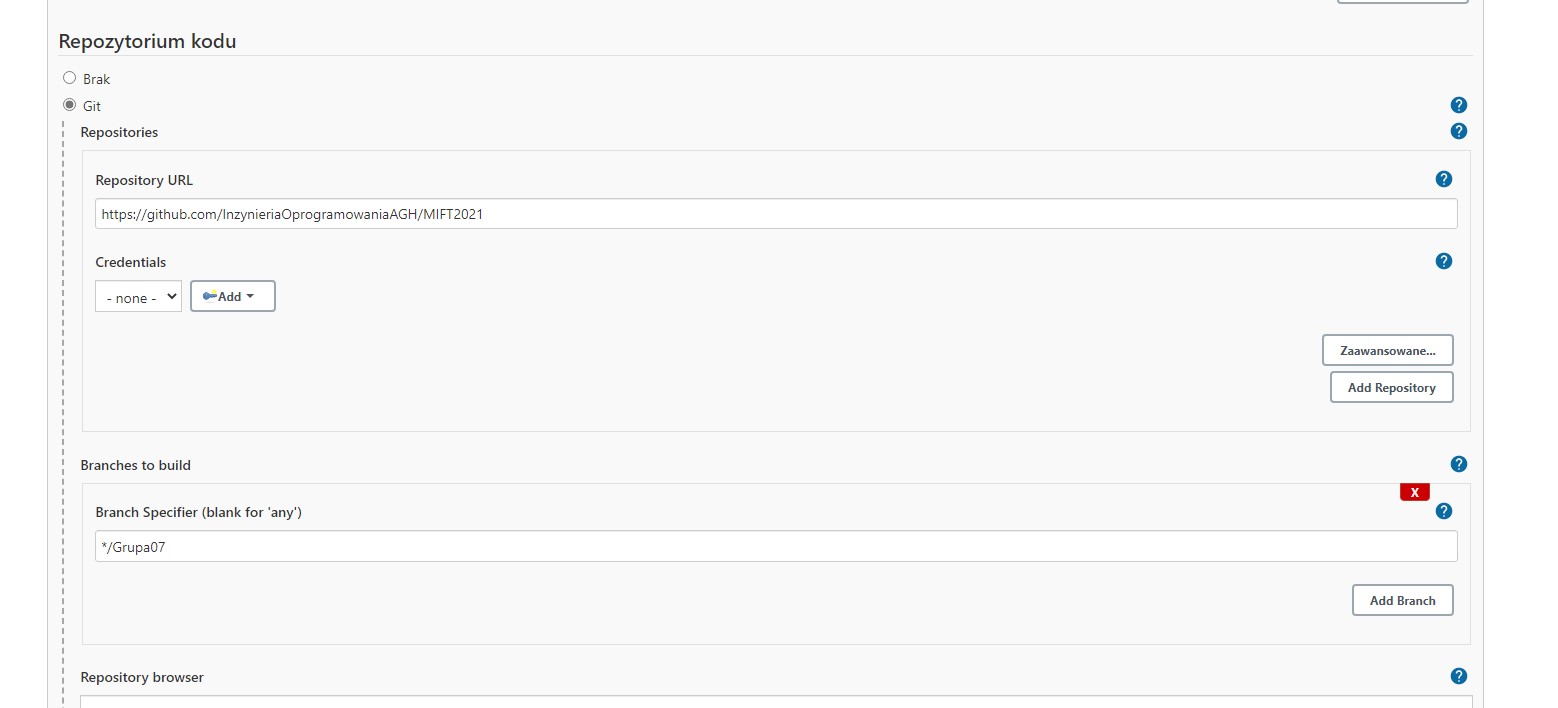 Repozytorium kodu
Brak
Git
?
Repositories
?
Repository URL
?
https://github.com/InzynieriaOprogramowaniaAGH/MIFT2021
Credentials
?
- none -
Add
Zaawansowane...
Add Repository
Branches to build
?
X
Branch Specifier (blank for 'any')
?
*/Grupa07
Add Branch
Repository browser
?